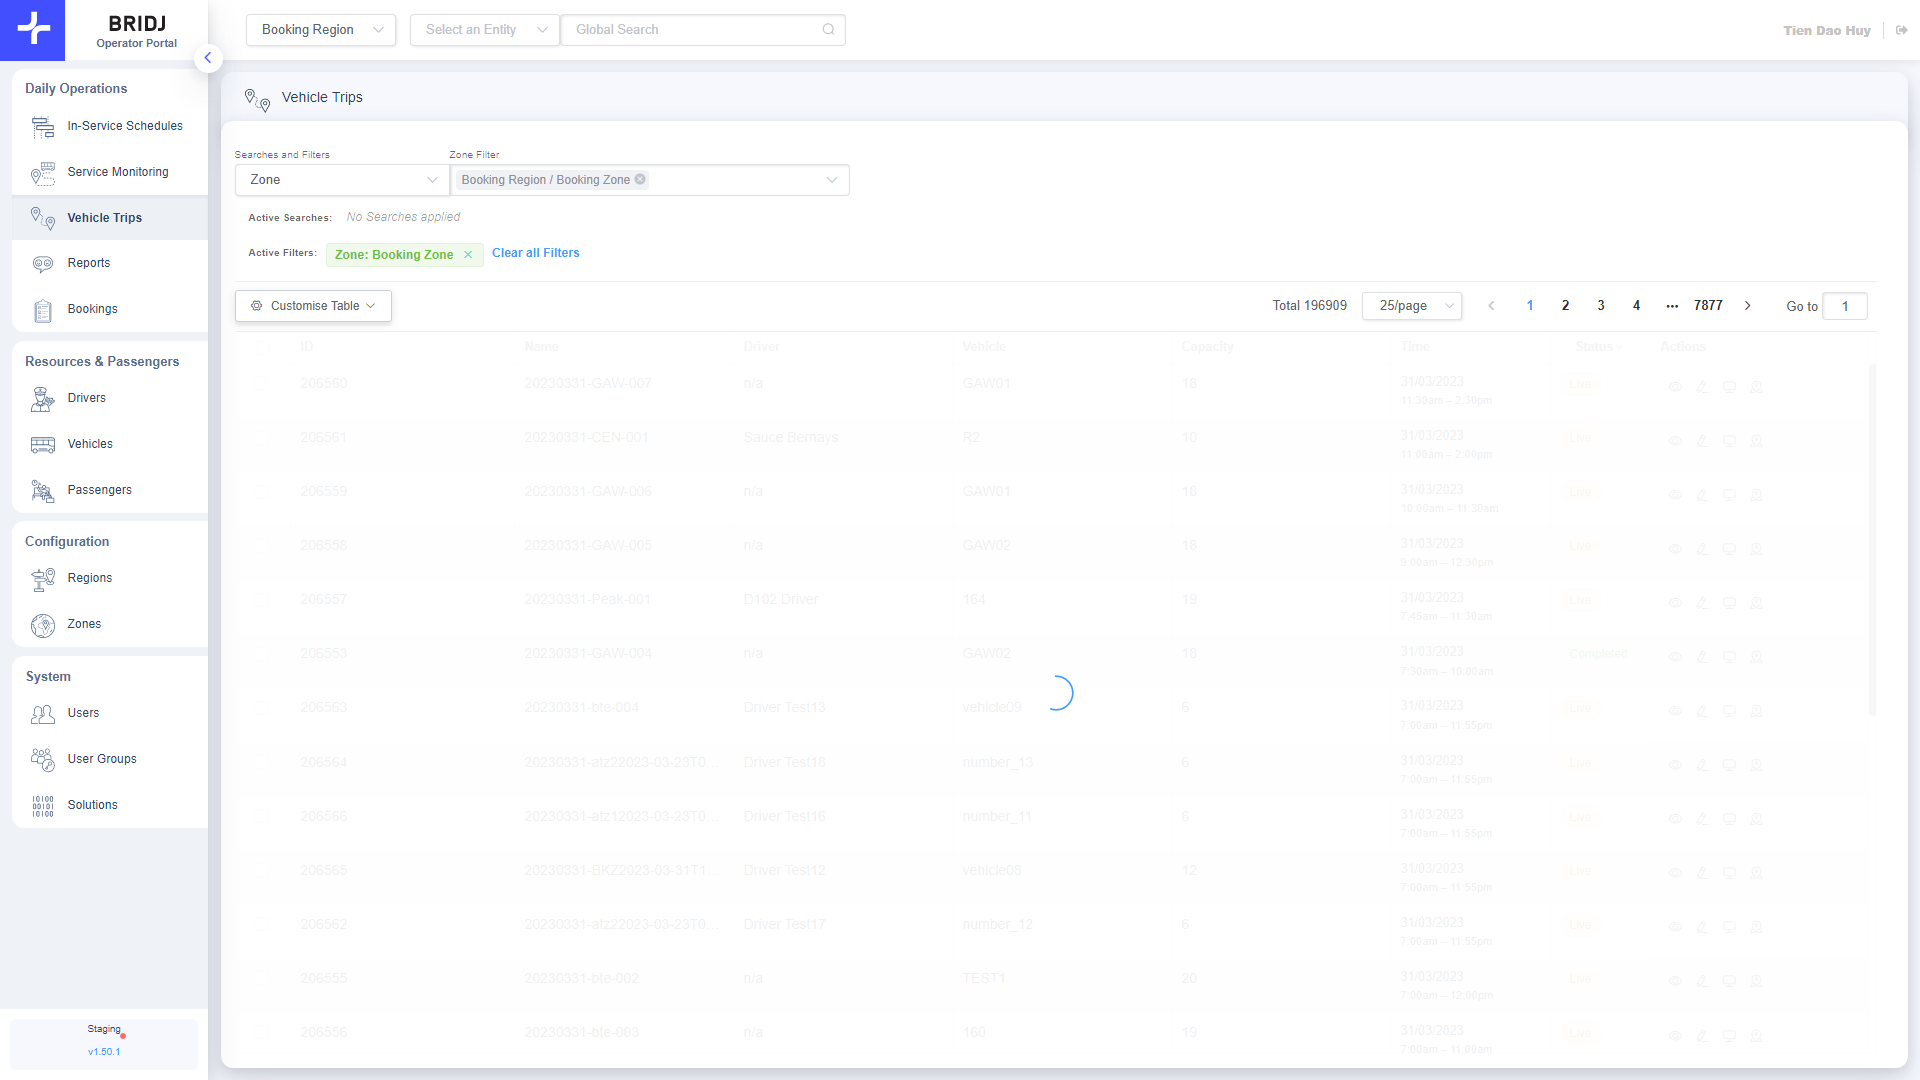 BRIDJ
Operator Portal
Booking Region
Select an Entity
Global Search
Tien Dao Huy
Daily Operations
In-Service Schedules
Service Monitoring
Vehicle Trips
Reports
Bookings
Resources & Passengers
Drivers
Vehicles
Passengers
Configuration
Regions
Zones
System
Users
User Groups
Solutions
Staging
v1.50.1
Vehicle Trips
Searches and Filters
Zone Filter
Zone
Booking Region / Booking Zone
Active Searches: No Searches applied
Active Filters: Zone: Booking Zone Clear all Filters
Customise Table
Total 196909 25/page 1 2 3 4 ••• 7877 Go to 1
ID Name Driver Vehicle Capacity Time Status Actions
206560 20230331-GAW-007 n/a GAW01 18 31/03/2023 Live
11:30am – 2:30pm
206561 20230331-CEN-001 Sauce Bernays R2 10 31/03/2023 Live
11:00am – 2:00pm
206559 20230331-GAW-006 n/a GAW01 18 31/03/2023 Live
10:00am – 11:30am
206558 20230331-GAW-005 n/a GAW02 18 31/03/2023 Live
9:00am – 12:30pm
206557 20230331-Peak-001 D102 Driver 164 19 31/03/2023 Live
7:45am – 11:30am
206553 20230331-GAW-004 n/a GAW02 18 31/03/2023 Completed
7:30am – 10:00am
206563 20230331-bte-004 Driver Test13 vehicle09 6 31/03/2023 Live
7:00am – 11:55pm
206564 20230331-atz22023-03-23T0... Driver Test18 number_13 6 31/03/2023 Live
7:00am – 11:55pm
206566 20230331-atz12023-03-23T0... Driver Test16 number_11 6 31/03/2023 Live
7:00am – 11:55pm
206565 20230331-BKZ2023-03-31T1... Driver Test12 vehicle08 12 31/03/2023 Live
7:00am – 11:55pm
206562 20230331-atz22023-03-23T0... Driver Test17 number_12 6 31/03/2023 Live
7:00am – 11:55pm
206555 20230331-bte-002 n/a TEST1 20 31/03/2023 Live
7:00am – 12:00pm
206556 20230331-bte-003 n/a 160 19 31/03/2023 Live
7:00am – 11:00am